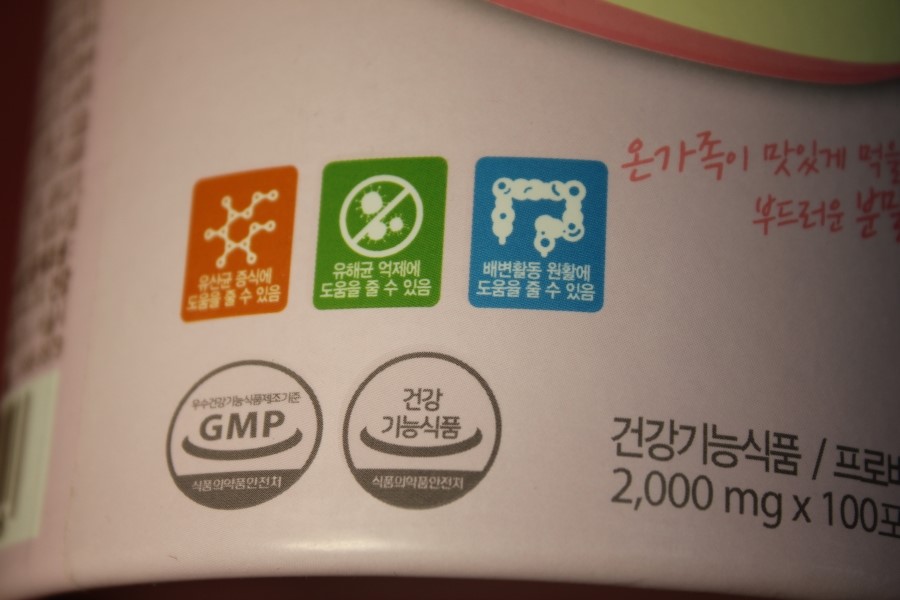 온가족이 맛있게 먹을
부드러운 분말
유산균 증식에
도움을 줄 수 있음
유해균 억제에
도움을 줄 수 있음
배변활동 원활에
도움을 줄 수 있음
우수건강기능식품제조기준
GMP
식품의약품안전처
건강
기능식품
식품의약품안전처
건강기능식품 / 프로바
2,000 mg x 100포